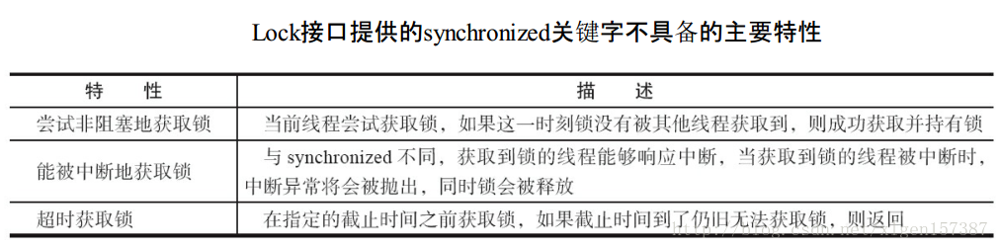 Lock接口提供的synchronized关键字不具备的主要特性
特 性 描 述
尝试非阻塞地获取锁 当前线程尝试获取锁，如果这一时刻锁没有被其他线程获取到，则成功获取并持有锁
能被中断地获取锁 与 synchronized 不同，获取到锁的线程能够响应中断，当获取到锁的线程被中断时，
中断异常将会被抛出，同时锁会被释放
超时获取锁 在指定的截止时间之前获取锁，如果截止时间到了仍旧无法获取锁，则返回